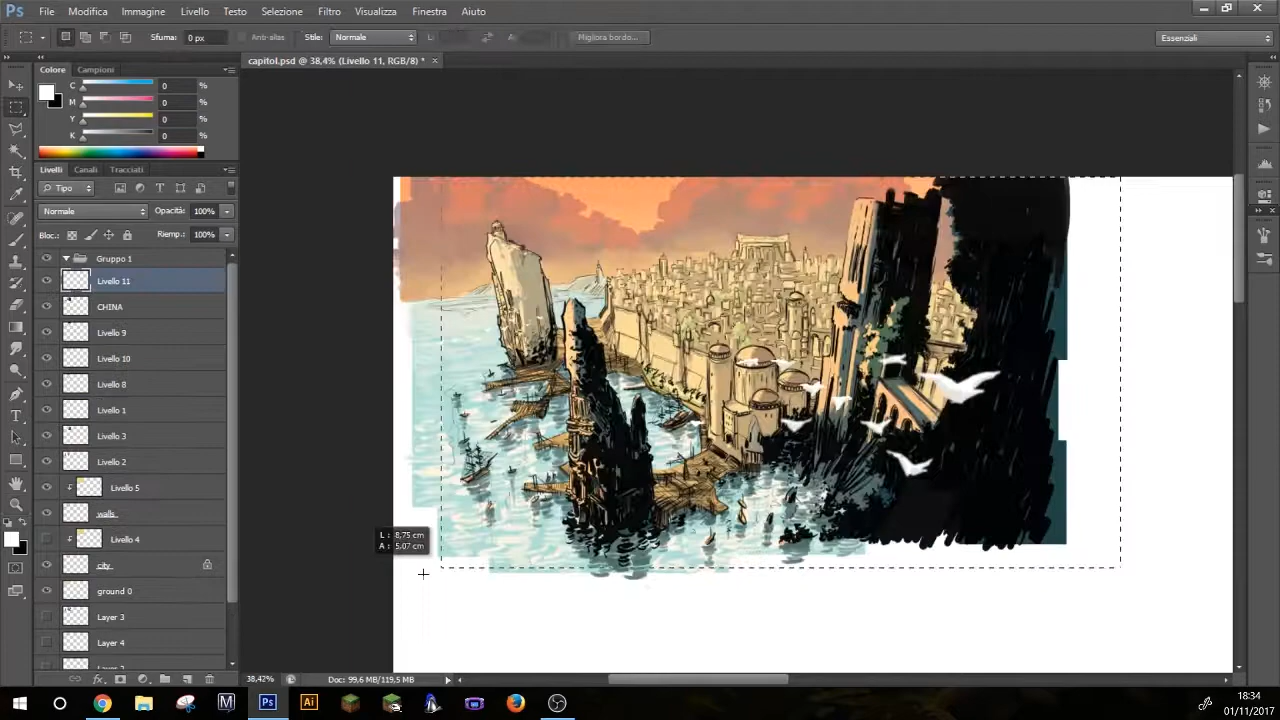 Ps File Modifica Immagine Livello Testo Selezione Filtro Visualizza Finestra Aiuto
Sfuma: 0 px Anti-alias Stile: Normale L: A: Migliora bordo... Essenziali
capitol.psd @ 38,4% (Livello 11, RGB/8) *
Colore Campioni
C 0 %
M 0 %
Y 0 %
K 0 %
Livelli Canali Tracciati
Tipo
Normale Opacità: 100%
Bloc.: Riemp.: 100%
Gruppo 1
Livello 11
CHINA
Livello 9
Livello 10
Livello 8
Livello 1
Livello 3
Livello 2
Livello 5
walls
Livello 4
city
ground 0
Layer 3
Layer 4
L : 8,75 cm
A : 5,07 cm
38,42% Doc: 99,6 MB/119,5 MB
Ps Ai
18:34
01/11/2017